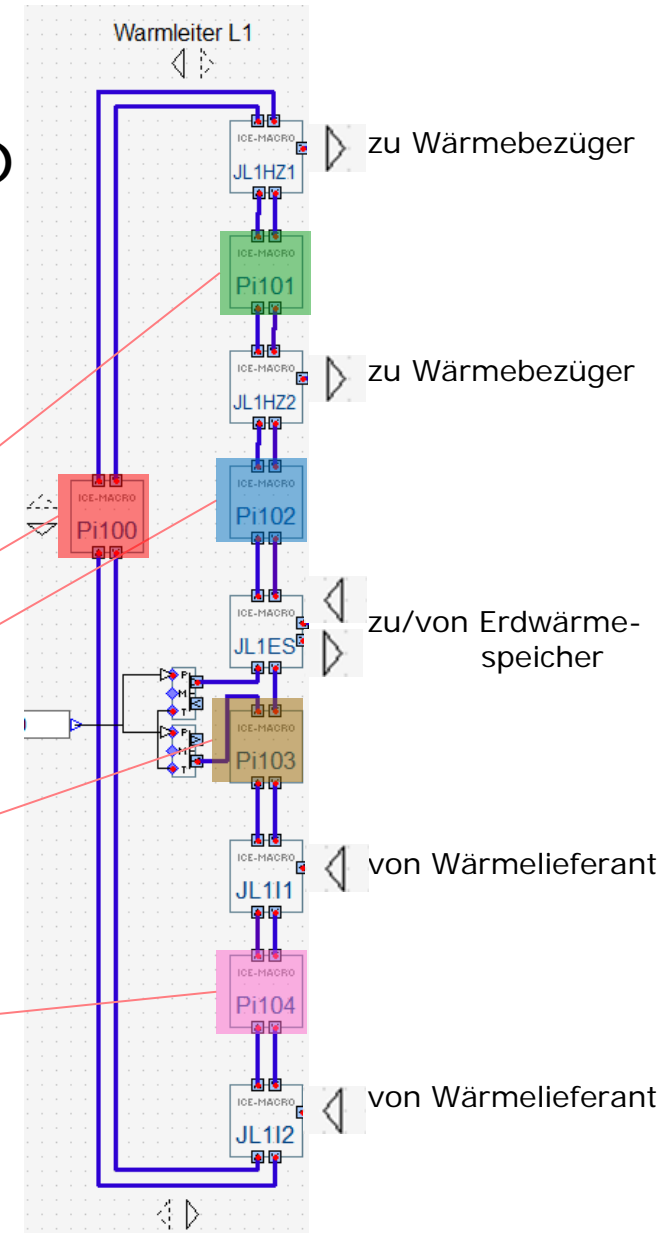 Warmleiter L1
ICE-MACRO
JL1HZ1
zu Wärmebezüger
ICE-MACRO
Pi101
ICE-MACRO
JL1HZ2
zu Wärmebezüger
ICE-MACRO
Pi100
ICE-MACRO
Pi102
ICE-MACRO
JL1ES
zu/von Erdwärme-
speicher
P
M
T
P
M
T
ICE-MACRO
Pi103
ICE-MACRO
JL1I1
von Wärmelieferant
ICE-MACRO
Pi104
ICE-MACRO
JL1I2
von Wärmelieferant